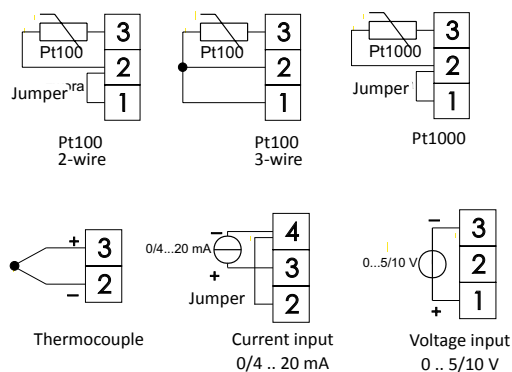 3
Pt100
2
Jumper
ora
1
Pt100
2-wire
3
Pt100
2
1
Pt100
3-wire
3
Pt1000
2
Jumper
1
Pt1000
+
3
2
−
Thermocouple
−
4
0/4...20 mA
3
+
Jumper
2
Current input
0/4 .. 20 mA
−
3
0...5/10 V
2
1
+
Voltage input
0 .. 5/10 V